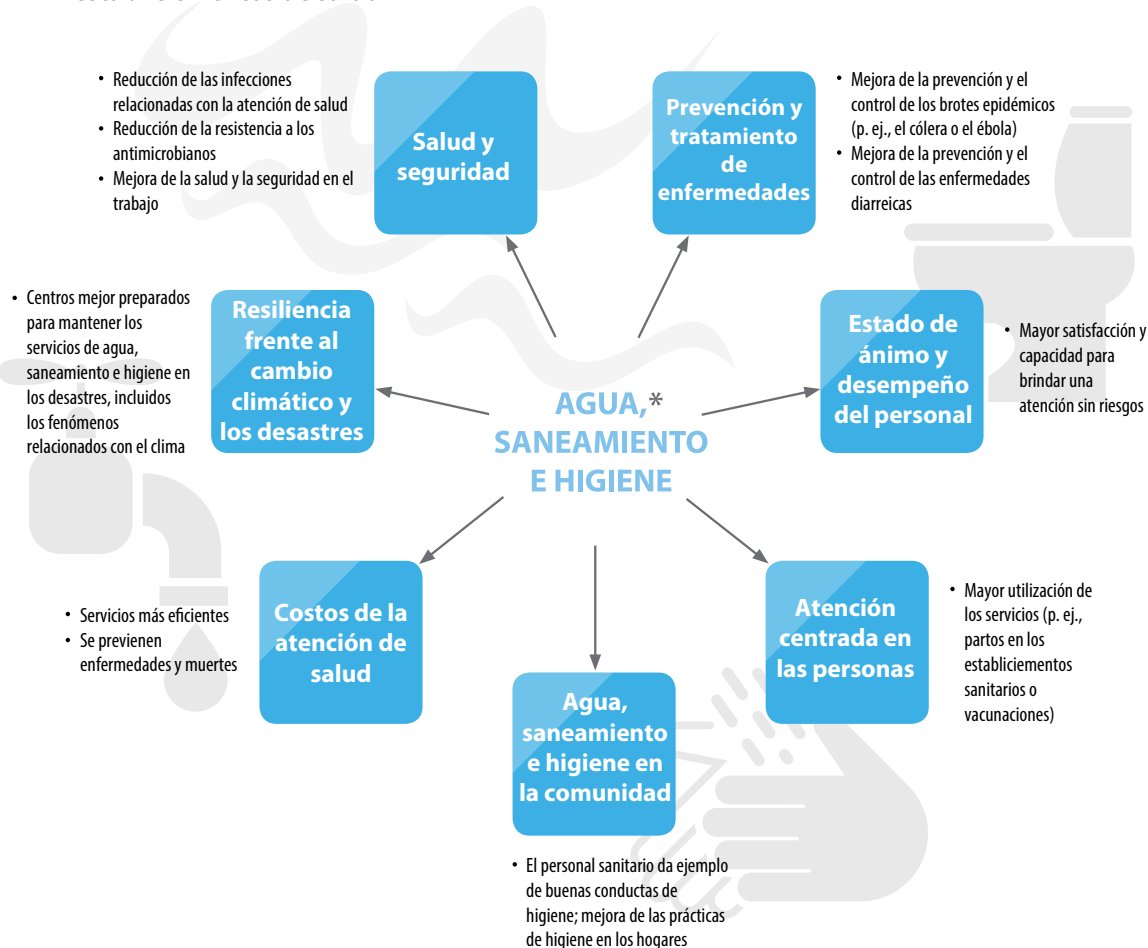 • Reducción de las infecciones
relacionadas con la atención de salud
• Reducción de la resistencia a los
antimicrobianos
• Mejora de la salud y la seguridad en el
trabajo
Salud y
seguridad
Prevención y
tratamiento
de
enfermedades
• Mejora de la prevención y el
control de los brotes epidémicos
(p. ej., el cólera o el ébola)
• Mejora de la prevención y el
control de las enfermedades
diarreicas
• Centros mejor preparados
para mantener los
servicios de agua,
saneamiento e higiene en
los desastres, incluidos
los fenómenos
relacionados con el clima
Resiliencia
frente al
cambio
climático y
los desastres
AGUA,*
SANEAMIENTO
E HIGIENE
Estado de
ánimo y
desempeño
del personal
• Mayor satisfacción y
capacidad para
brindar una
atención sin riesgos
• Servicios más eficientes
• Se previenen
enfermedades y muertes
Costos de la
atención de
salud
Agua,
saneamiento
e higiene en
la comunidad
Atención
centrada en
las personas
• Mayor utilización de
los servicios (p. ej.,
partos en los
establiciementos
sanitarios o
vacunaciones)
• El personal sanitario da ejemplo
de buenas conductas de
higiene; mejora de las prácticas
de higiene en los hogares